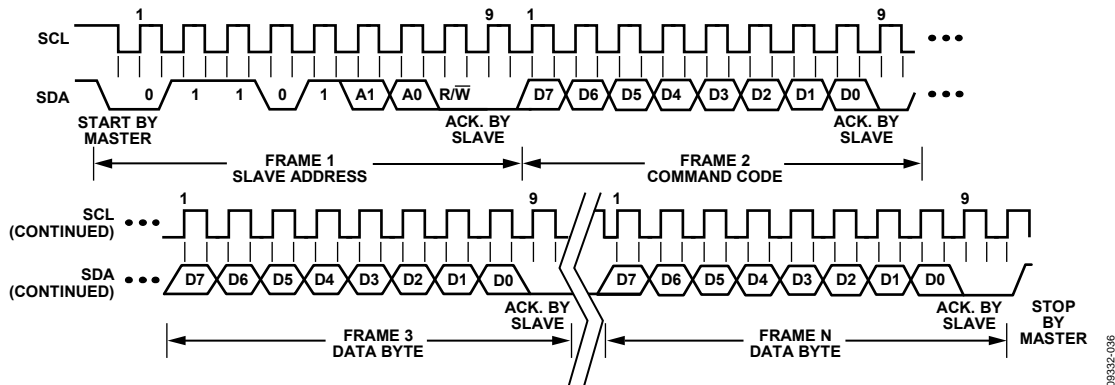 1 9 1 9
SCL
SDA 0 1 1 0 1 A1 A0 R/W̅ D7 D6 D5 D4 D3 D2 D1 D0
START BY MASTER
ACK. BY SLAVE
ACK. BY SLAVE
FRAME 1
SLAVE ADDRESS
FRAME 2
COMMAND CODE
1 9 1 9
SCL
(CONTINUED)
SDA
(CONTINUED)
D7 D6 D5 D4 D3 D2 D1 D0 D7 D6 D5 D4 D3 D2 D1 D0
ACK. BY
SLAVE
ACK. BY
SLAVE
STOP
BY
MASTER
FRAME 3
DATA BYTE
FRAME N
DATA BYTE
09332-036